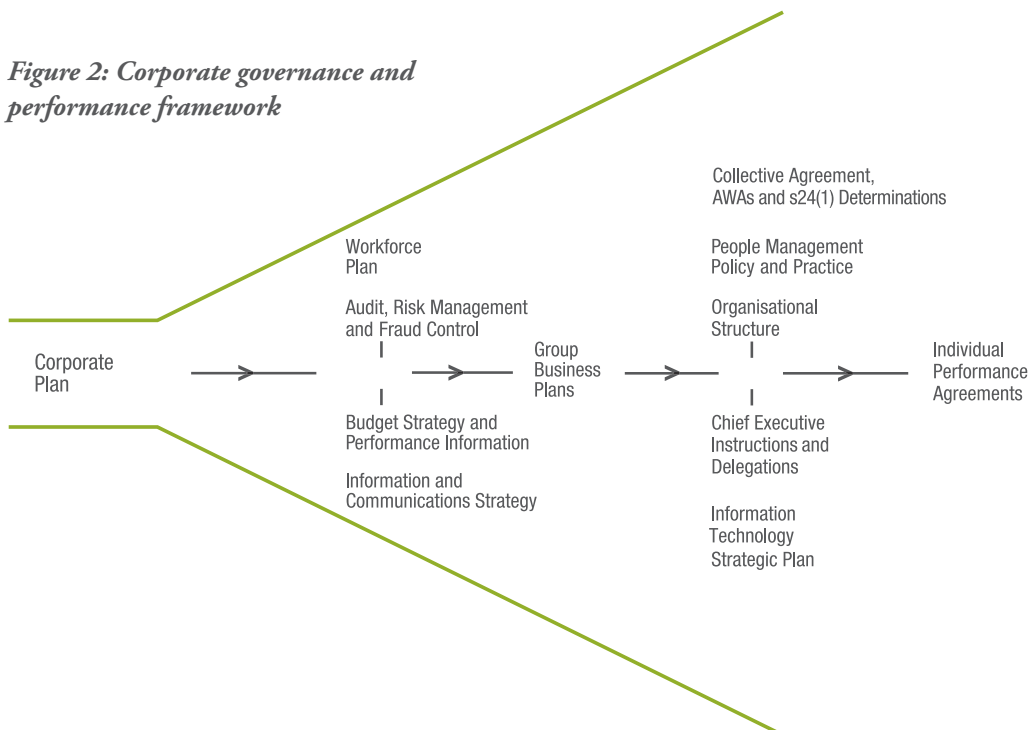 Figure 2: Corporate governance and
performance framework
Corporate
Plan
Workforce
Plan
Audit, Risk Management
and Fraud Control
Budget Strategy and
Performance Information
Information and
Communications Strategy
Group
Business
Plans
Collective Agreement,
AWAs and s24(1) Determinations
People Management
Policy and Practice
Organisational
Structure
Chief Executive
Instructions and
Delegations
Information
Technology
Strategic Plan
Individual
Performance
Agreements